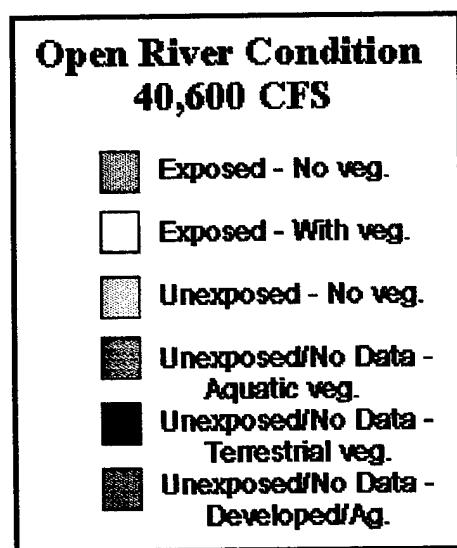 Open River Condition
40,600 CFS
Exposed - No veg.
Exposed - With veg.
Unexposed - No veg.
Unexposed/No Data -
Aquatic veg.
Unexposed/No Data -
Terrestrial veg.
Unexposed/No Data -
Developed/Ag.